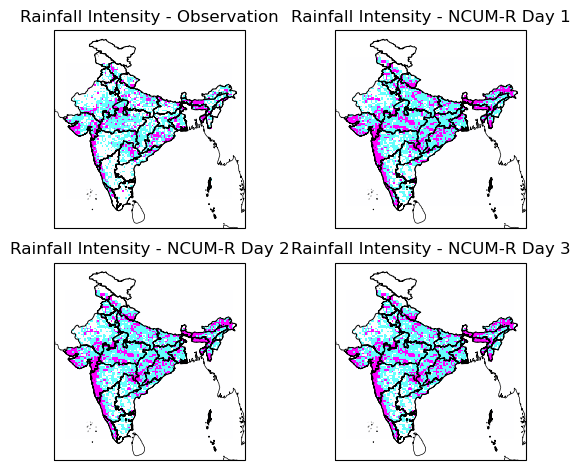 Rainfall Intensity - Observation
Rainfall Intensity - NCUM-R Day 1
Rainfall Intensity - NCUM-R Day 2
Rainfall Intensity - NCUM-R Day 3